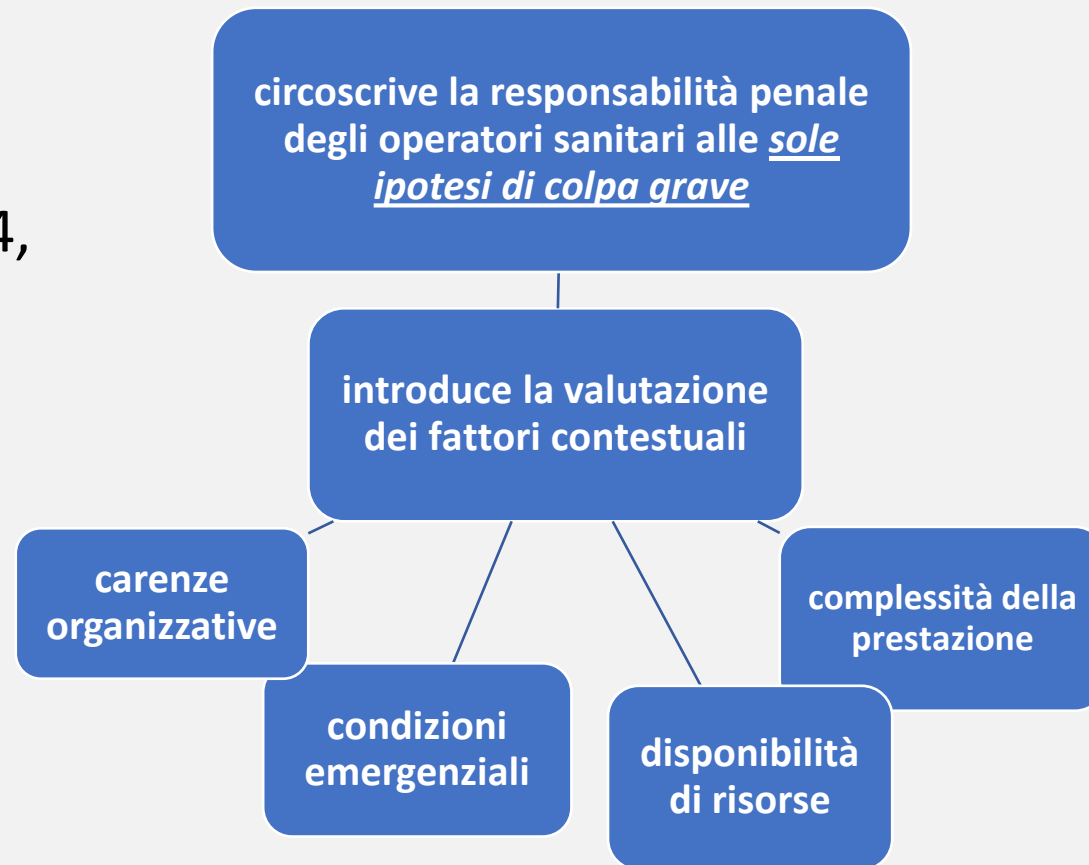 circoscrive la responsabilità penale
degli operatori sanitari alle sole
ipotesi di colpa grave
4,
introduce la valutazione
dei fattori contestuali
carenze
organizzative
condizioni
emergenziali
disponibilità
di risorse
complessità della
prestazione